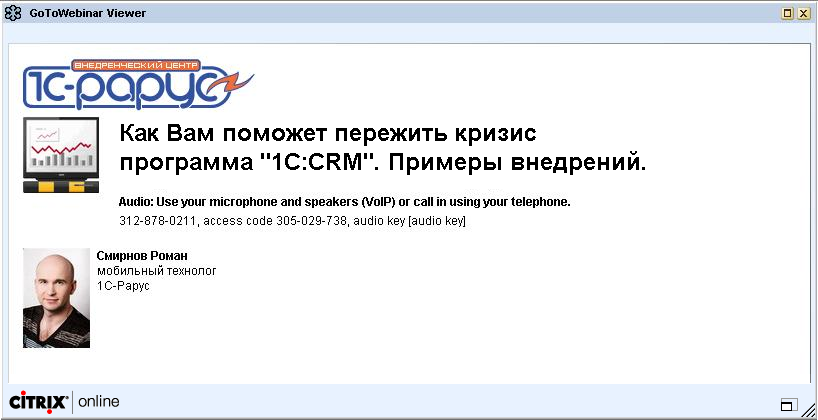 GoToWebinar Viewer
ВНЕДРЕНЧЕСКИЙ ЦЕНТР
1С-рарус
Как Вам поможет пережить кризис
программа "1С:CRM". Примеры внедрений.
Audio: Use your microphone and speakers (VoIP) or call in using your telephone.
312-878-0211, access code 305-029-738, audio key [audio key]
Смирнов Роман
мобильный технолог
1С-Рарус
CITRIX® online